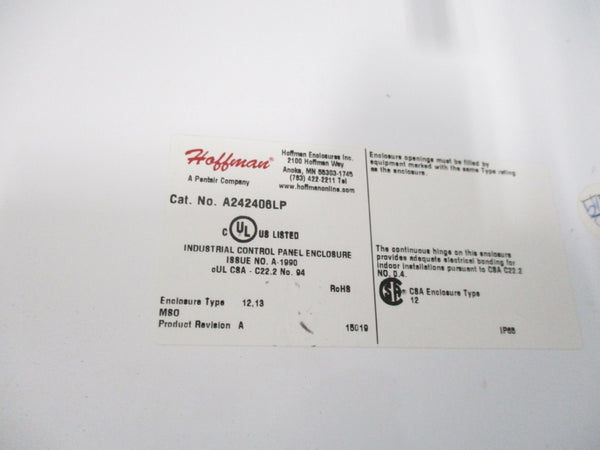 Hoffman®
A Pentair Company
Hoffman Enclosures Inc.
2100 Hoffman Way
Anoka, MN 55303-1745
(763) 422-2211 Tel
www.hoffmanonline.com
Cat. No. A242406LP
C UL US LISTED
INDUSTRIAL CONTROL PANEL ENCLOSURE
ISSUE NO. A-1990
cUL CSA - C22.2 No. 94
RoHS
Enclosure Type 12,13
M80
Product Revision A
15019
Enclosure openings must be filled by
equipment marked with the same Type rating
as the enclosure.
The continuous hinge on this enclosure
provides adequate electrical bonding for
indoor installations pursuant to CSA C22.2
NO. 0.4.
CSA Enclosure Type
12